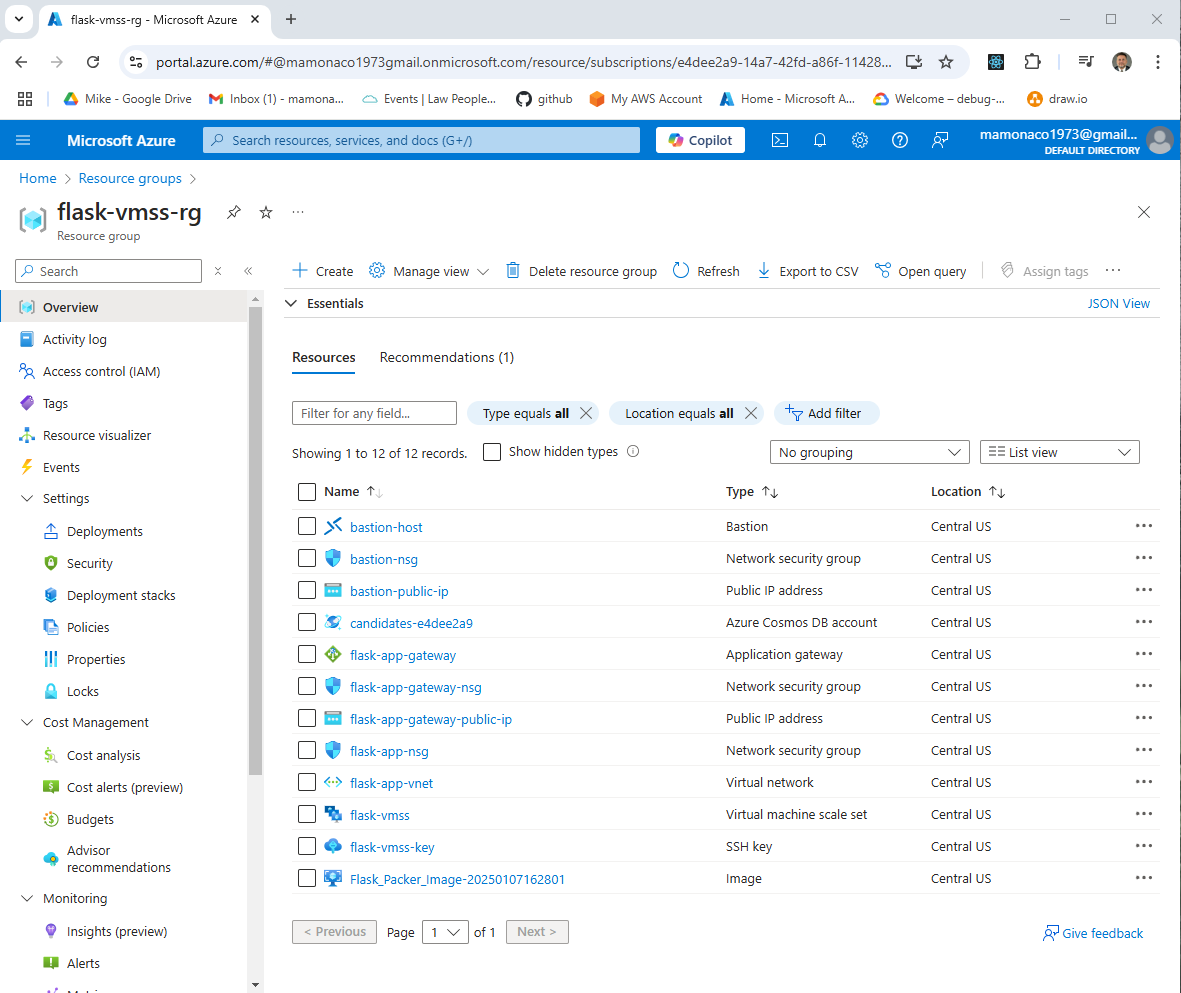 flask-vmss-rg - Microsoft Azure
portal.azure.com/#@mamonaco1973gmail.onmicrosoft.com/resource/subscriptions/e4dee2a9-14a7-42fd-a86f-11428...
Mike - Google Drive
Inbox (1) - mamona...
Events | Law People...
github
My AWS Account
Home - Microsoft A...
Welcome – debug-...
draw.io
Microsoft Azure
Search resources, services, and docs (G+/)
Copilot
mamonaco1973@gmail....
DEFAULT DIRECTORY
Home > Resource groups >
flask-vmss-rg
Resource group
Search
Overview
Activity log
Access control (IAM)
Tags
Resource visualizer
Events
Settings
Deployments
Security
Deployment stacks
Policies
Properties
Locks
Cost Management
Cost analysis
Cost alerts (preview)
Budgets
Advisor
recommendations
Monitoring
Insights (preview)
Alerts
Create
Manage view
Delete resource group
Refresh
Export to CSV
Open query
Assign tags
Essentials
JSON View
Resources
Recommendations (1)
Filter for any field...
Type equals all
Location equals all
Add filter
Showing 1 to 12 of 12 records.
Show hidden types
No grouping
List view
Name Type Location
bastion-host Bastion Central US
bastion-nsg Network security group Central US
bastion-public-ip Public IP address Central US
candidates-e4dee2a9 Azure Cosmos DB account Central US
flask-app-gateway Application gateway Central US
flask-app-gateway-nsg Network security group Central US
flask-app-gateway-public-ip Public IP address Central US
flask-app-nsg Network security group Central US
flask-app-vnet Virtual network Central US
flask-vmss Virtual machine scale set Central US
flask-vmss-key SSH key Central US
Flask_Packer_Image-20250107162801 Image Central US
< Previous Page 1 of 1 Next >
Give feedback